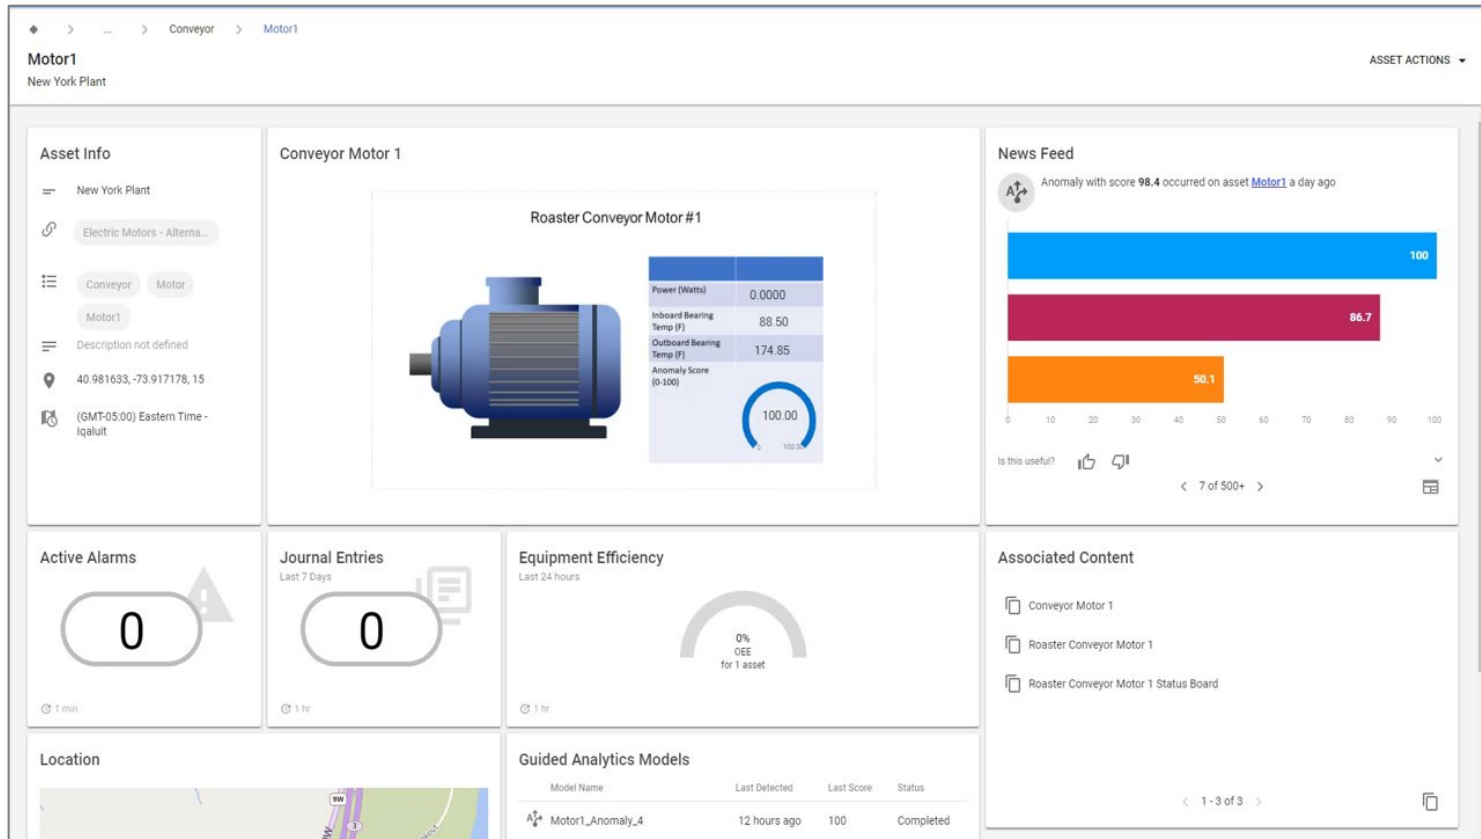 ... Conveyor Motor1
Motor1
New York Plant
ASSET ACTIONS
Asset Info
New York Plant
Electric Motors - Alterna...
Conveyor Motor
Motor1
Description not defined
40.981633, -73.917178, 15
(GMT-05:00) Eastern Time -
Iqaluit
Conveyor Motor 1
Roaster Conveyor Motor #1
Power (Watts) 0.0000
Inboard Bearing
Temp (F) 88.50
Outboard Bearing
Temp (F) 174.85
Anomaly Score
(0-100)
100.00
0 100.00
News Feed
Anomaly with score 98.4 occurred on asset Motor1 a day ago
100
86.7
50.1
0 10 20 30 40 50 60 70 80 90 100
Is this useful?
7 of 500+
Active Alarms
0
1 min
Journal Entries
Last 7 Days
0
1 hr
Equipment Efficiency
Last 24 hours
0%
OEE
for 1 asset
1 hr
Associated Content
Conveyor Motor 1
Roaster Conveyor Motor 1
Roaster Conveyor Motor 1 Status Board
1 - 3 of 3
Location
9W
3
Guided Analytics Models
Model Name Last Detected Last Score Status
Motor1_Anomaly_4 12 hours ago 100 Completed